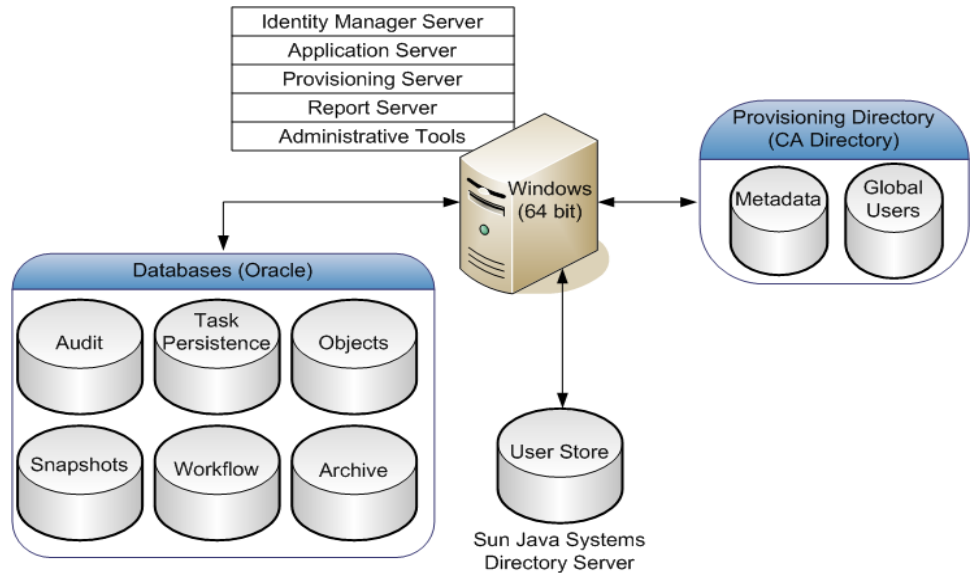 Identity Manager Server
Application Server
Provisioning Server
Report Server
Administrative Tools
Windows
(64 bit)
Provisioning Directory
(CA Directory)
Metadata
Global
Users
Databases (Oracle)
Audit
Task
Persistence
Objects
Snapshots
Workflow
Archive
User Store
Sun Java Systems
Directory Server